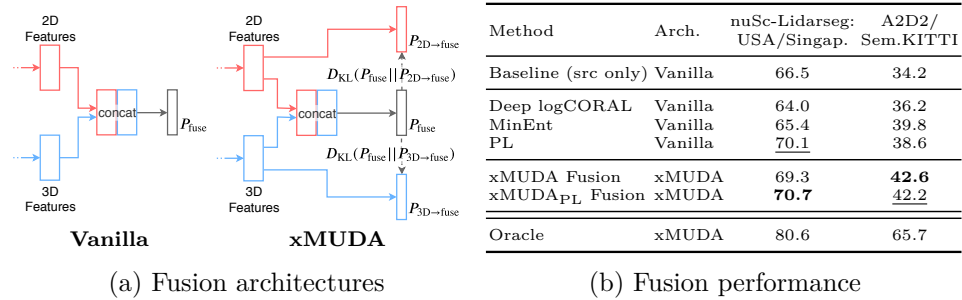 2D
Features
concat
P_fuse
3D
Features
Vanilla
2D
Features
P_2D→fuse
D_KL(P_fuse||P_2D→fuse)
concat
P_fuse
D_KL(P_fuse||P_3D→fuse)
3D
Features
P_3D→fuse
xMUDA
(a) Fusion architectures
Method Arch. nuSc-Lidarseg: USA/Singap. A2D2/ Sem.KITTI
Baseline (src only) Vanilla 66.5 34.2
Deep logCORAL Vanilla 64.0 36.2
MinEnt Vanilla 65.4 39.8
PL Vanilla 70.1 38.6
xMUDA Fusion xMUDA 69.3 42.6
xMUDA_PL Fusion xMUDA 70.7 42.2
Oracle xMUDA 80.6 65.7
(b) Fusion performance